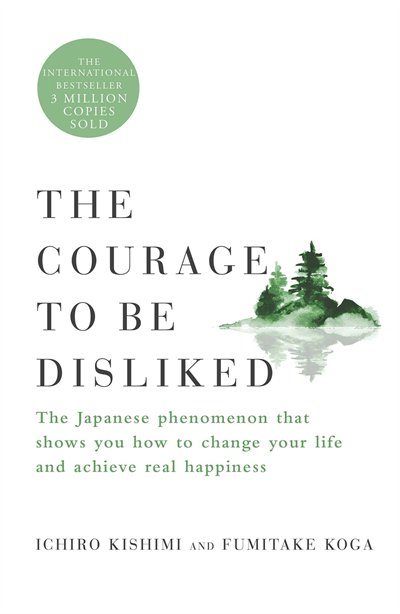 THE
INTERNATIONAL
BESTSELLER
3 MILLION
COPIES
SOLD
THE
COURAGE
TO BE
DISLIKED
The Japanese phenomenon that
shows you how to change your life
and achieve real happiness
ICHIRO KISHIMI AND FUMITAKE KOGA